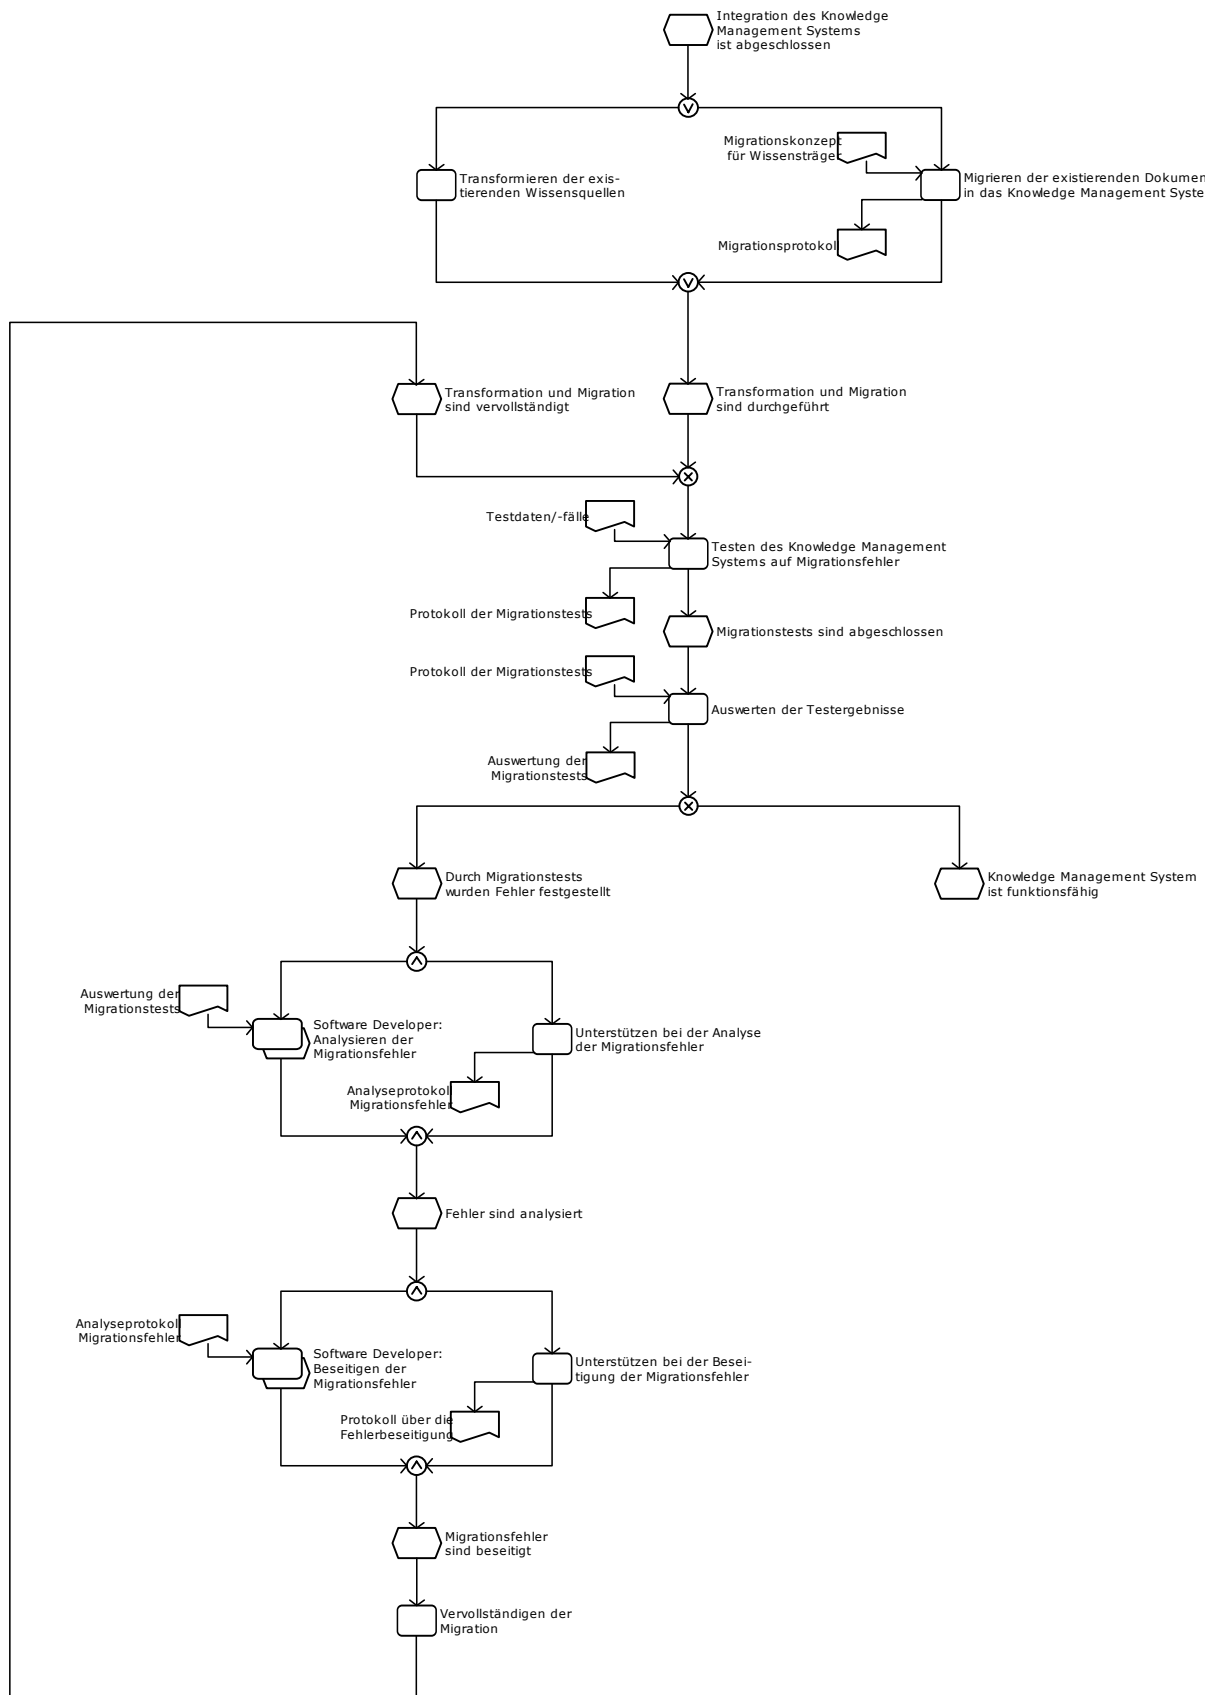 Integration des Knowledge
Management Systems
ist abgeschlossen
Migrationskonzept
für Wissensträger
Transformieren der exis-
tierenden Wissensquellen
Migrieren der existierenden Dokumen
in das Knowledge Management Syste
Migrationsprotokoll
Transformation und Migration
sind vervollständigt
Transformation und Migration
sind durchgeführt
Testdaten/-fälle
Testen des Knowledge Management
Systems auf Migrationsfehler
Protokoll der Migrationstests
Migrationstests sind abgeschlossen
Protokoll der Migrationstests
Auswerten der Testergebnisse
Auswertung der
Migrationstests
Durch Migrationstests
wurden Fehler festgestellt
Knowledge Management System
ist funktionsfähig
Auswertung der
Migrationstests
Software Developer:
Analysieren der
Migrationsfehler
Unterstützen bei der Analyse
der Migrationsfehler
Analyseprotokoll
Migrationsfehler
Fehler sind analysiert
Analyseprotokoll
Migrationsfehler
Software Developer:
Beseitigen der
Migrationsfehler
Unterstützen bei der Besei-
tigung der Migrationsfehler
Protokoll über die
Fehlerbeseitigung
Migrationsfehler
sind beseitigt
Vervollständigen der
Migration